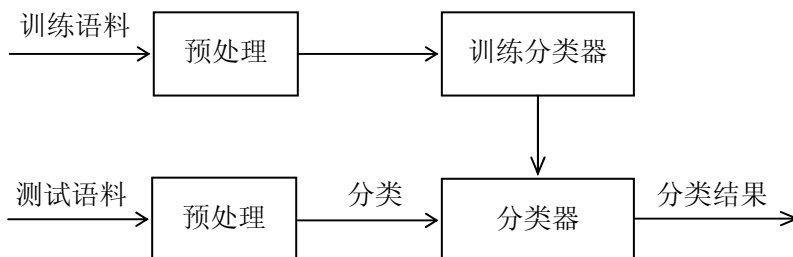 训练语料
预处理
训练分类器
测试语料
预处理
分类
分类器
分类结果